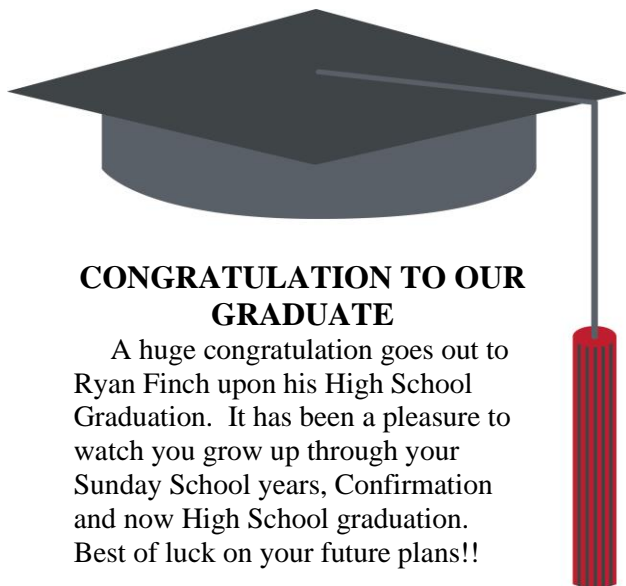 CONGRATULATION TO OUR
GRADUATE
A huge congratulation goes out to
Ryan Finch upon his High School
Graduation.  It has been a pleasure to
watch you grow up through your
Sunday School years, Confirmation
and now High School graduation.
Best of luck on your future plans!!